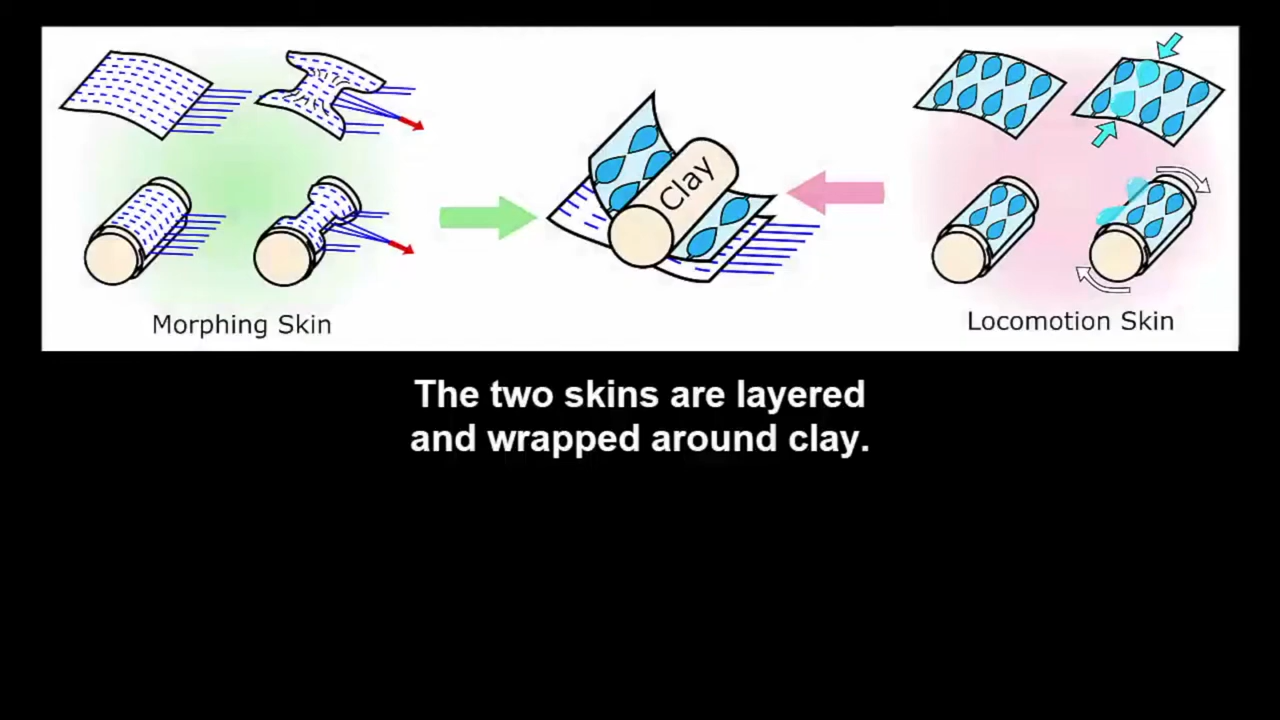 Clay
Morphing Skin
Locomotion Skin
The two skins are layered
and wrapped around clay.